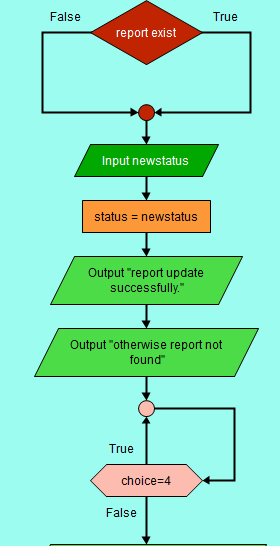 report exist
False
True
Input newstatus
status = newstatus
Output "report update
successfully."
Output "otherwise report not
found"
True
choice=4
False